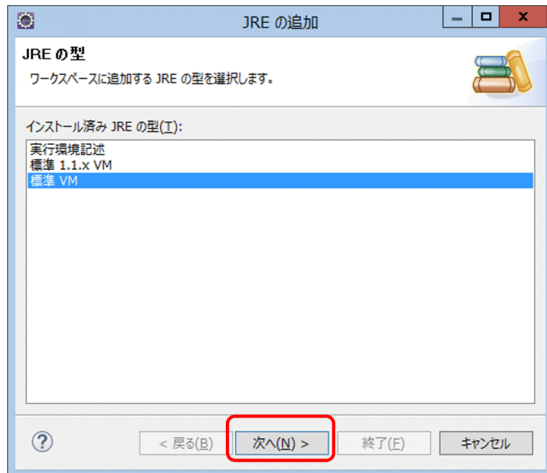 JRE の追加
JRE の型
ワークスペースに追加する JRE の型を選択します。
インストール済み JRE の型(T):
実行環境記述
標準 1.1.x VM
標準 VM
?
< 戻る(B) 次へ(N) > 終了(F) キャンセル